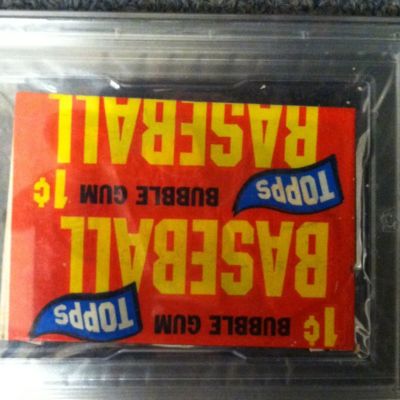 1¢ BUBBLE GUM TOPPS
BASEBALL
TOPPS BUBBLE GUM 1¢
BASEBALL